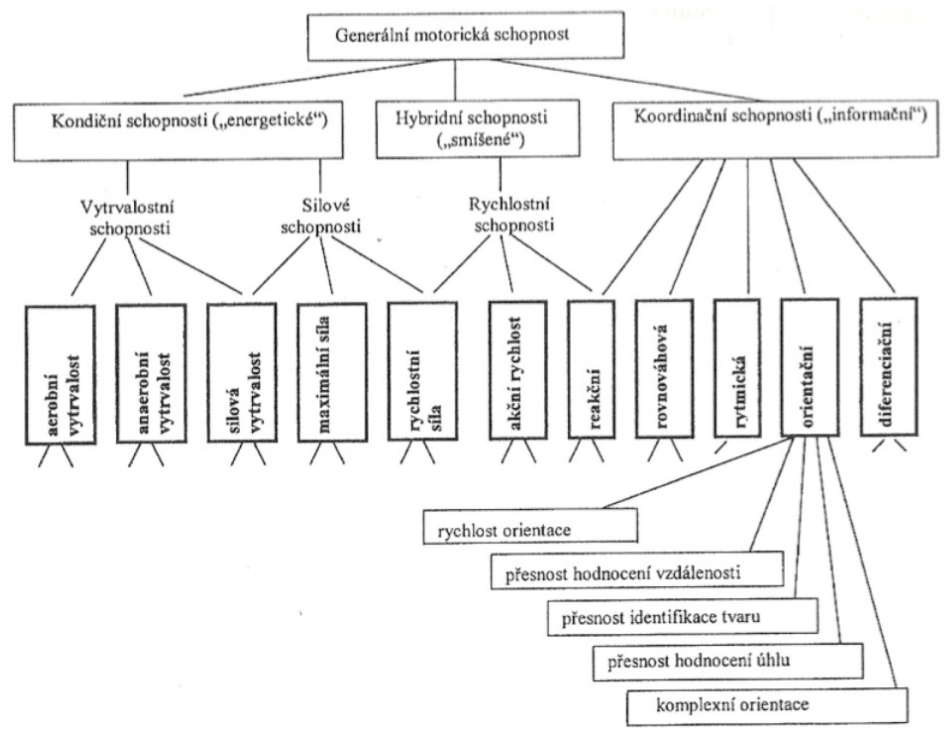 Generální motorická schopnost
Kondiční schopnosti („energetické“)
Hybridní schopnosti
(„smíšené“)
Koordinační schopnosti („informační“)
Vytrvalostní
schopnosti
Silové
schopnosti
Rychlostní
schopnosti
aerobní
vytrvalost
anaerobní
vytrvalost
silová
vytrvalost
maximální síla
rychlostní
síla
akční rychlost
reakční
rovnováhová
rytmická
orientační
diferenciační
rychlost orientace
přesnost hodnocení vzdálenosti
přesnost identifikace tvaru
přesnost hodnocení úhlu
komplexní orientace